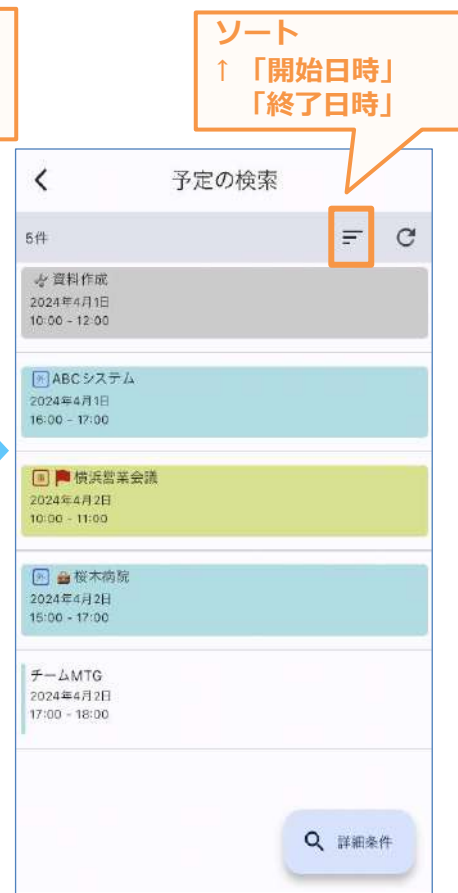 ソート
↑「開始日時」
「終了日時」
予定の検索
5件
資料作成
2024年4月1日
10:00 - 12:00
外 ABCシステム
2024年4月1日
16:00 - 17:00
横浜営業会議
2024年4月2日
10:00 - 11:00
外 桜木病院
2024年4月2日
15:00 - 17:00
チームMTG
2024年4月2日
17:00 - 18:00
詳細条件